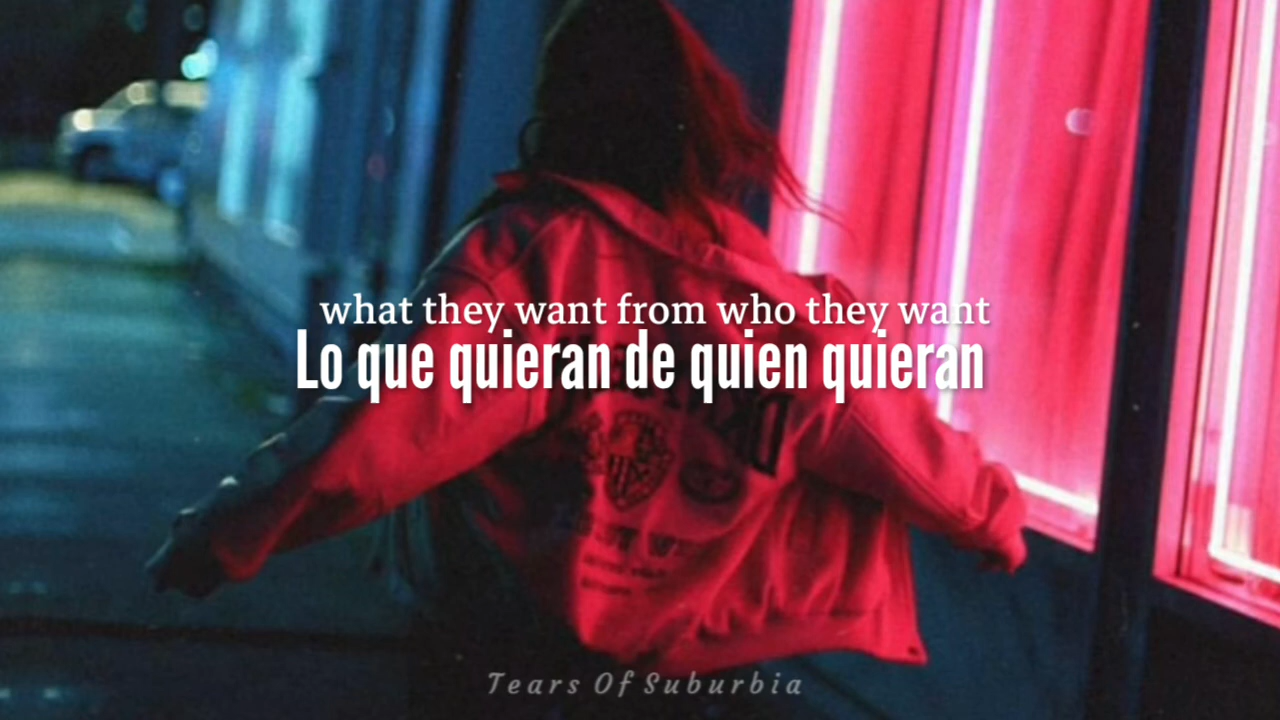 what they want from who they want
Lo que quieran de quien quieran
Tears Of Suburbia